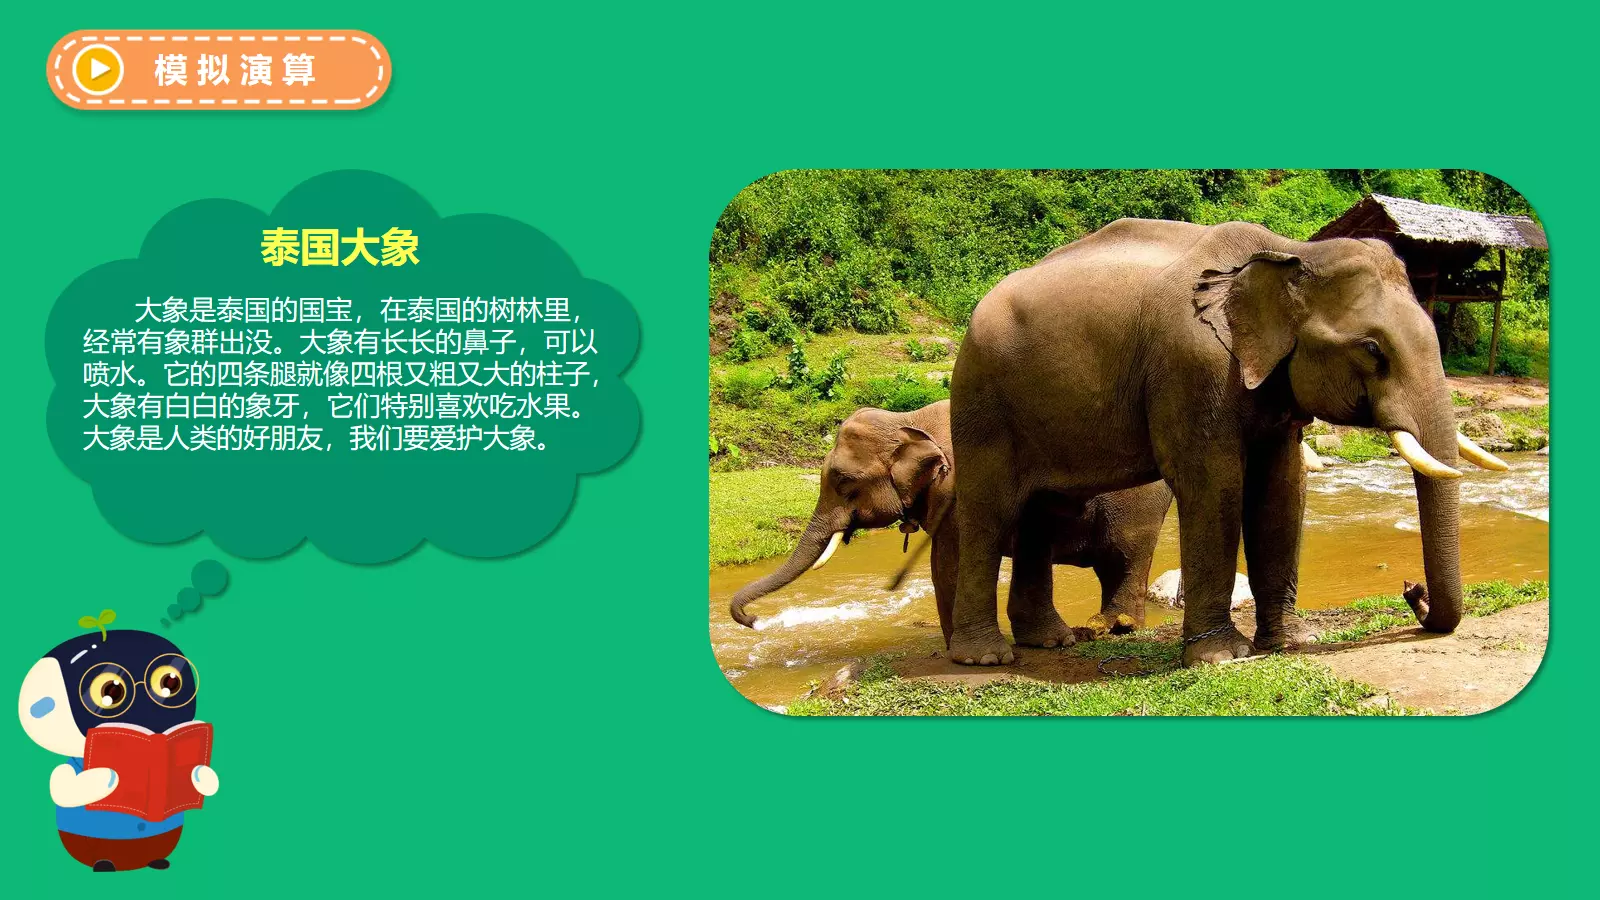 模拟演算
泰国大象
大象是泰国的国宝，在泰国的树林里，
经常有象群出没。大象有长长的鼻子，可以
喷水。它的四条腿就像四根又粗又大的柱子，
大象有白白的象牙，它们特别喜欢吃水果。
大象是人类的好朋友，我们要爱护大象。